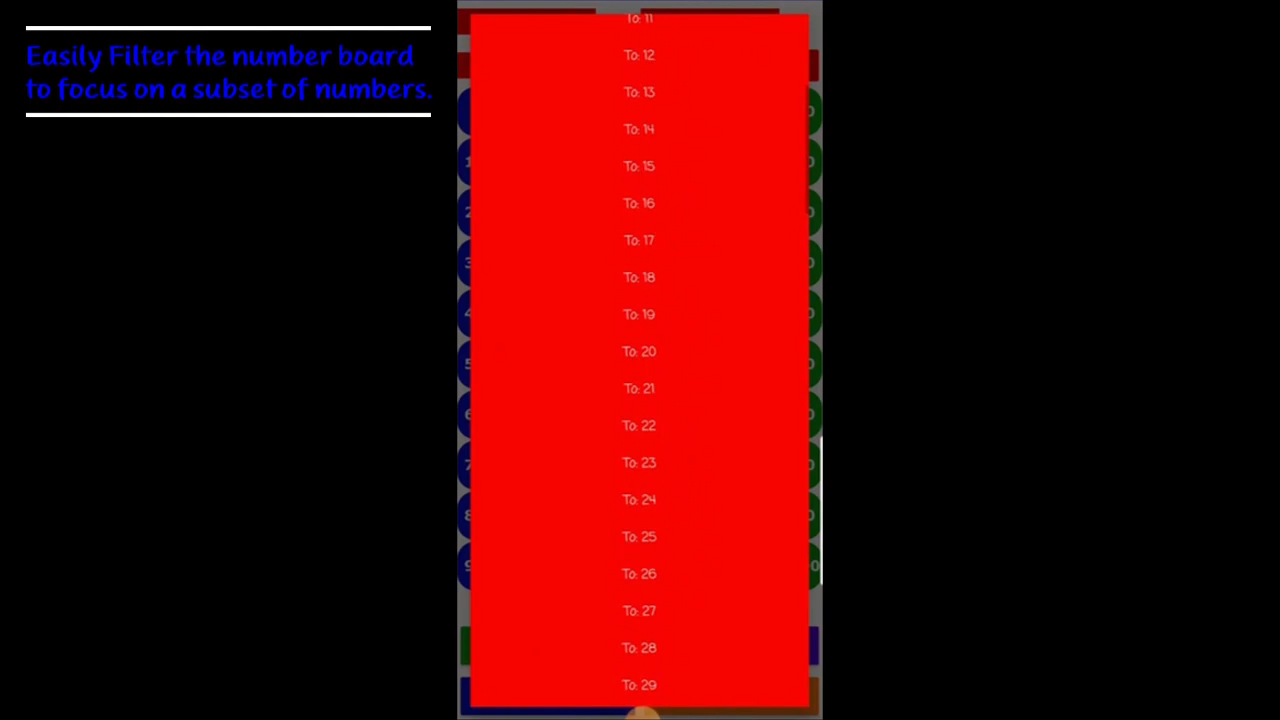 Easily Filter the number board
to focus on a subset of numbers.
To: 11
To: 12
To: 13
To: 14
To: 15
To: 16
To: 17
To: 18
To: 19
To: 20
To: 21
To: 22
To: 23
To: 24
To: 25
To: 26
To: 27
To: 28
To: 29